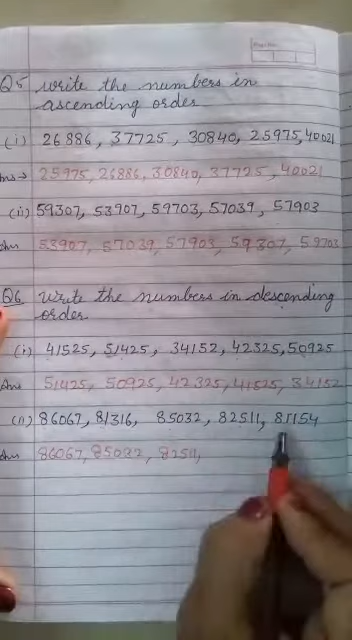 Q5 write the numbers in
ascending order
(i) 26886, 37725, 30840, 25975, 40021
Ans→ 25975, 26886, 30840, 37725, 40021
(ii) 59307, 53907, 59703, 57039, 57903
Ans 53907, 57039, 57903, 59307, 59703
Q6 Write the numbers in descending
order
(i) 41525, 51425, 34152, 42325, 50925
Ans 51425, 50925, 42325, 41525, 34152
(ii) 86067, 81316, 85032, 82511, 81154
Ans 86067, 85032, 82511,